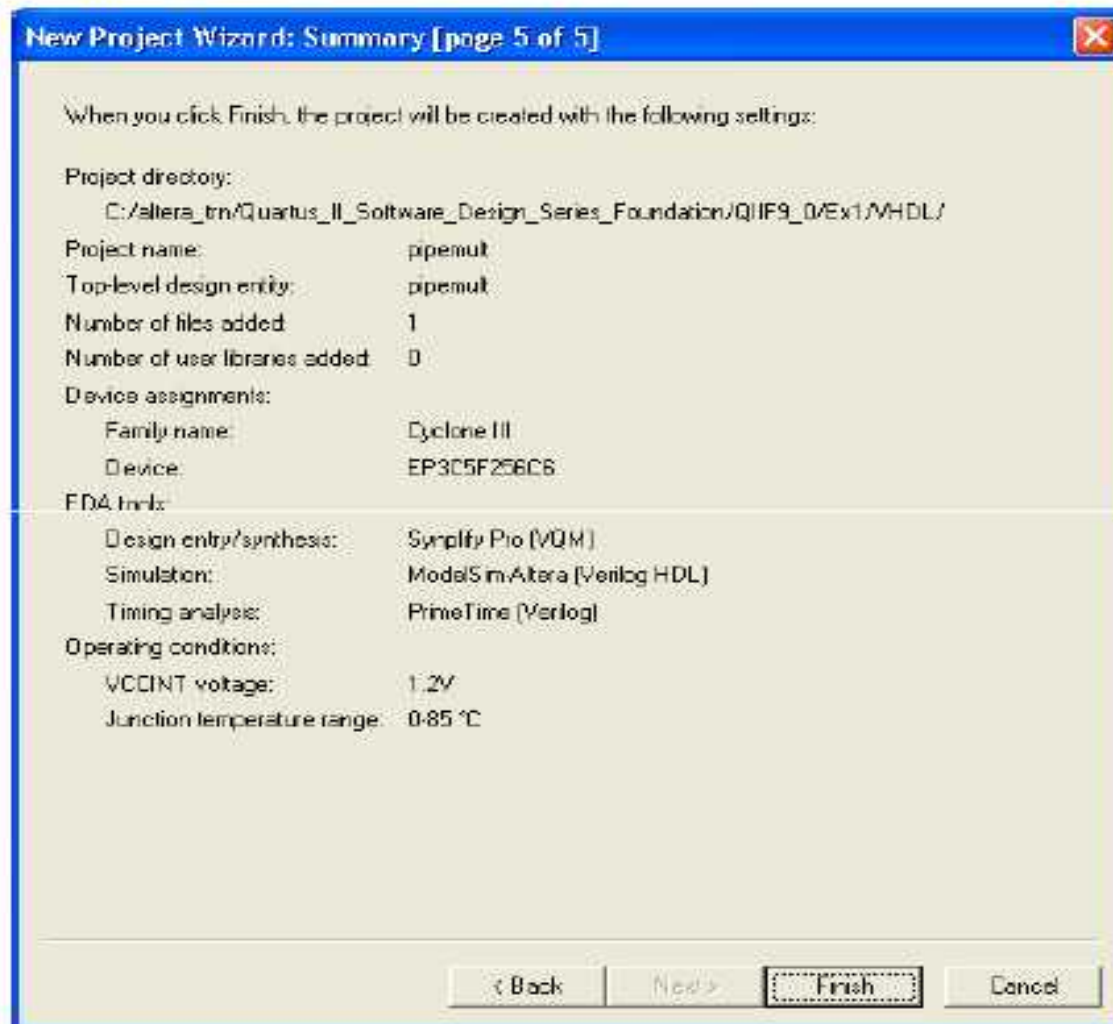 New Project Wizard: Summary [page 5 of 5]
When you click Finish, the project will be created with the following settings:
Project directory:
C:/altera_trn/Quartus_II_Software_Design_Series_Foundation/QIIF9_0/Ex1/VHDL/
Project name: pipemult
Top-level design entity: pipemult
Number of files added: 1
Number of user libraries added: 0
Device assignments:
Family name: Cyclone III
Device: EP3C5F256C6
EDA tools:
Design entry/synthesis: Synplify Pro (VQM)
Simulation: ModelSim-Altera (Verilog HDL)
Timing analysis: PrimeTime (Verilog)
Operating conditions:
VCCINT voltage: 1.2V
Junction temperature range: 0-85 °C
< Back Next > Finish Cancel